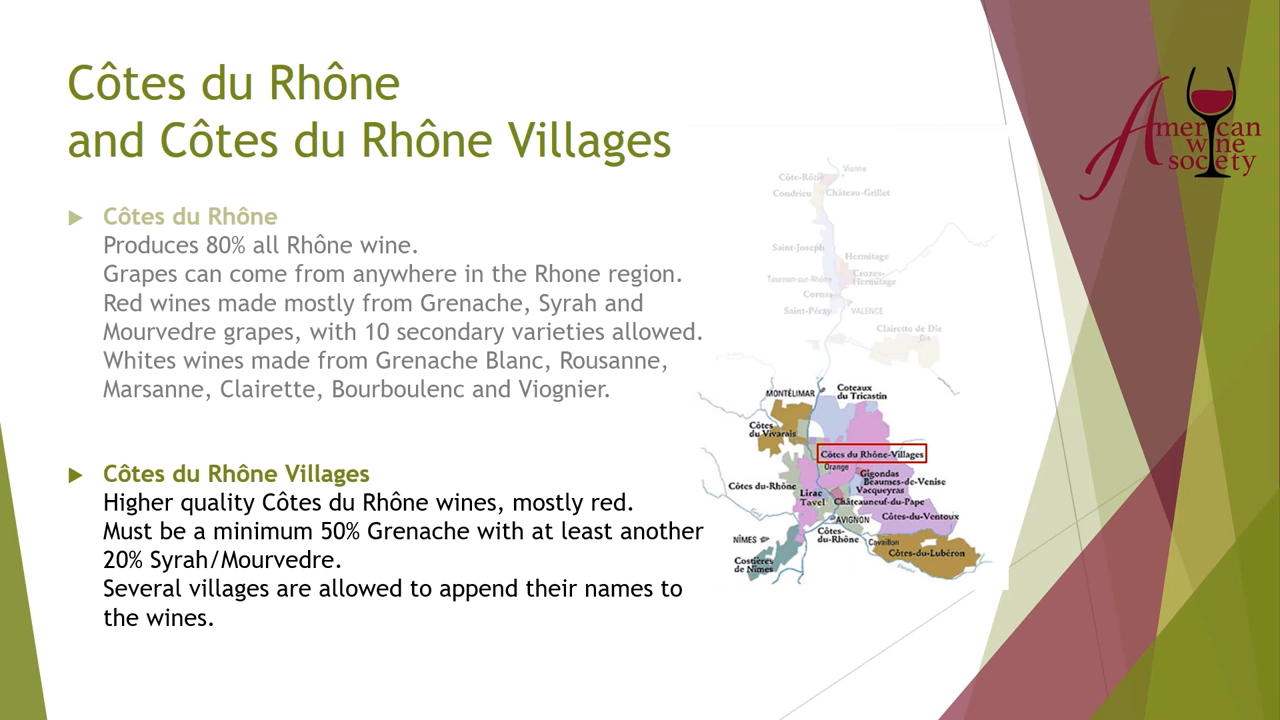 Côtes du Rhône
and Côtes du Rhône Villages
Côtes du Rhône
Produces 80% all Rhône wine.
Grapes can come from anywhere in the Rhone region.
Red wines made mostly from Grenache, Syrah and
Mourvedre grapes, with 10 secondary varieties allowed.
Whites wines made from Grenache Blanc, Rousanne,
Marsanne, Clairette, Bourboulenc and Viognier.
Côtes du Rhône Villages
Higher quality Côtes du Rhône wines, mostly red.
Must be a minimum 50% Grenache with at least another
20% Syrah/Mourvedre.
Several villages are allowed to append their names to
the wines.
American
wine
society
Vienne
Côte-Rôtie
Condrieu
Château-Grillet
Saint-Joseph
Hermitage
Tournon-sur-Rhône
Crozes-
Hermitage
Cornas
Saint-Péray
VALENCE
Clairette de Die
Die
MONTÉLIMAR
Coteaux
du Tricastin
Côtes
du Vivarais
Côtes du Rhône-Villages
Orange
Gigondas
Beaumes-de-Venise
Vacqueyras
Côtes du-Rhône
Lirac
Tavel
Châteauneuf-du-Pape
Côtes-du-Ventoux
AVIGNON
Côtes-
du-Rhône
NÎMES
Cavaillon
Côtes-du-Lubéron
Costières
de Nîmes